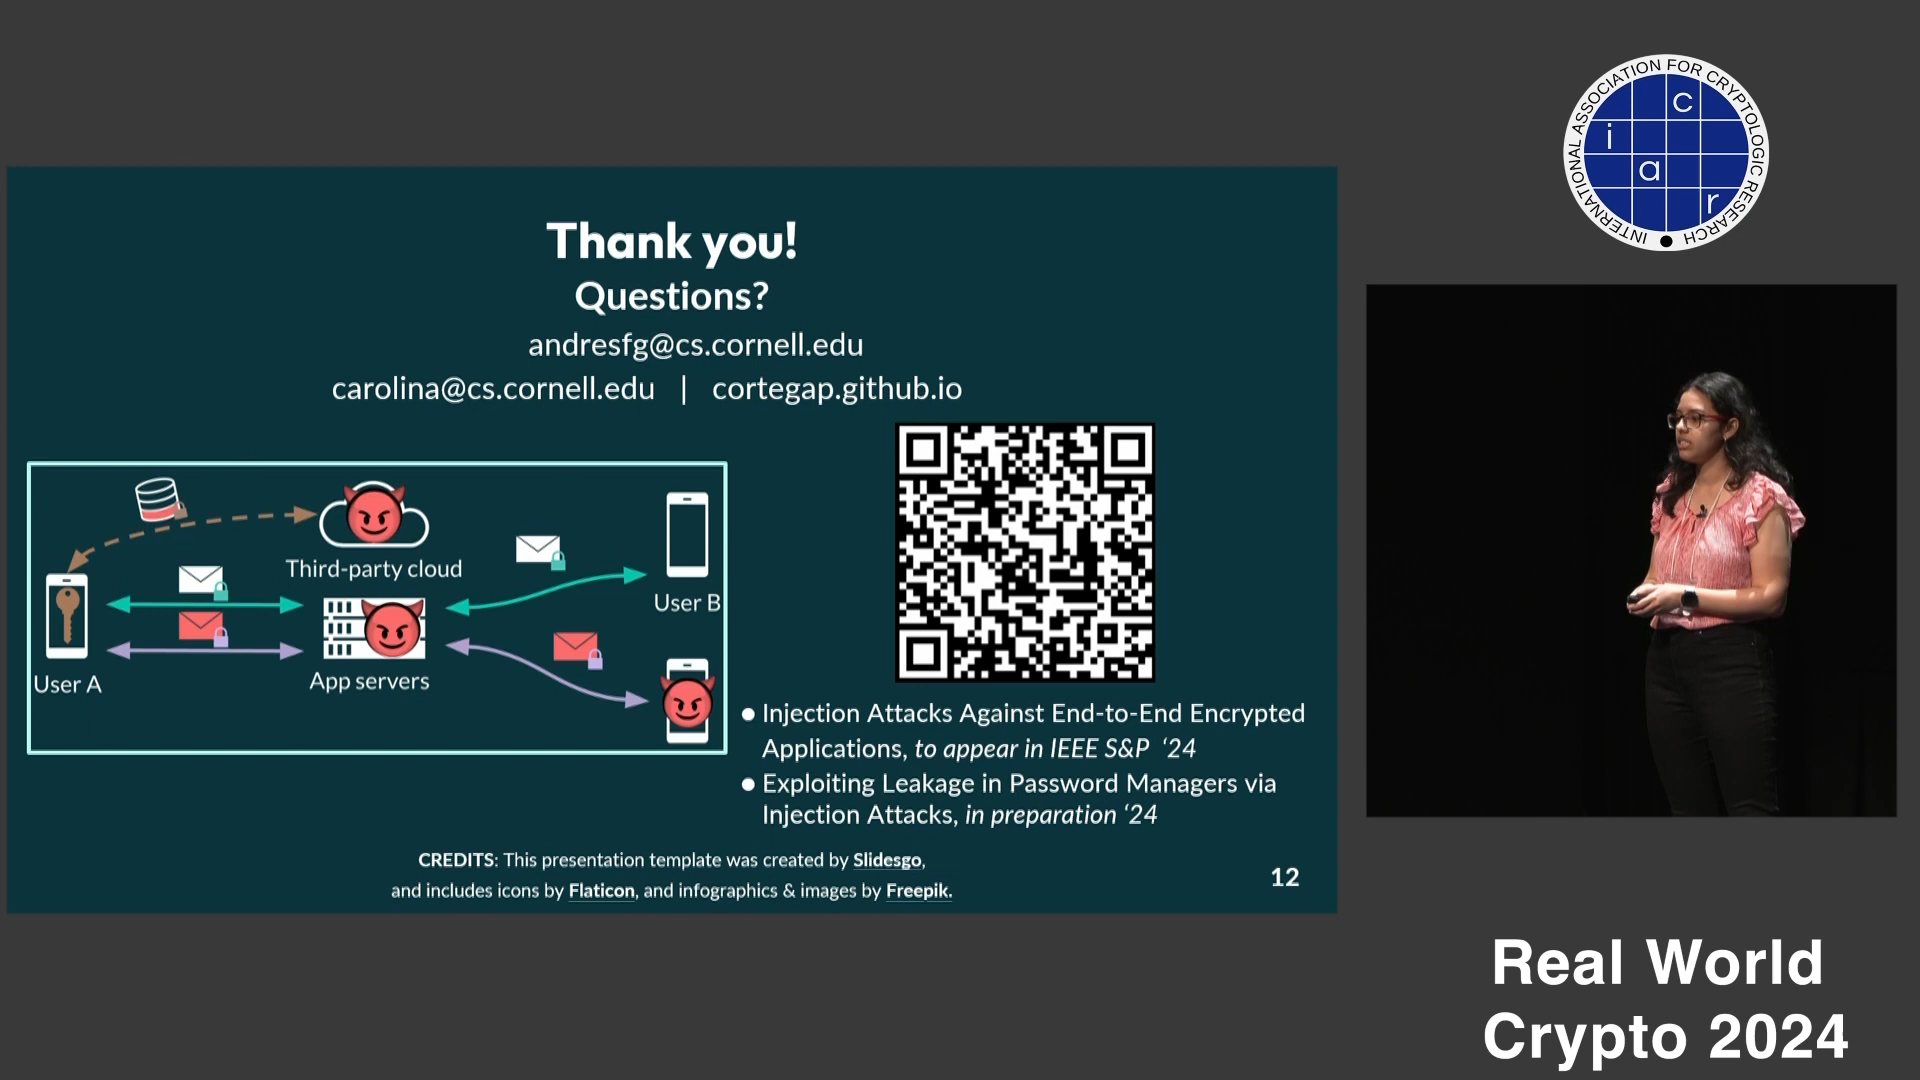 Thank you!
Questions?
andresfg@cs.cornell.edu
carolina@cs.cornell.edu | cortegap.github.io
Third-party cloud
User B
User A
App servers
● Injection Attacks Against End-to-End Encrypted
Applications, to appear in IEEE S&P ‘24
● Exploiting Leakage in Password Managers via
Injection Attacks, in preparation ‘24
CREDITS: This presentation template was created by Slidesgo,
and includes icons by Flaticon, and infographics & images by Freepik.
12
INTERNATIONAL ASSOCIATION FOR CRYPTOLOGIC RESEARCH
i a c r
Real World
Crypto 2024